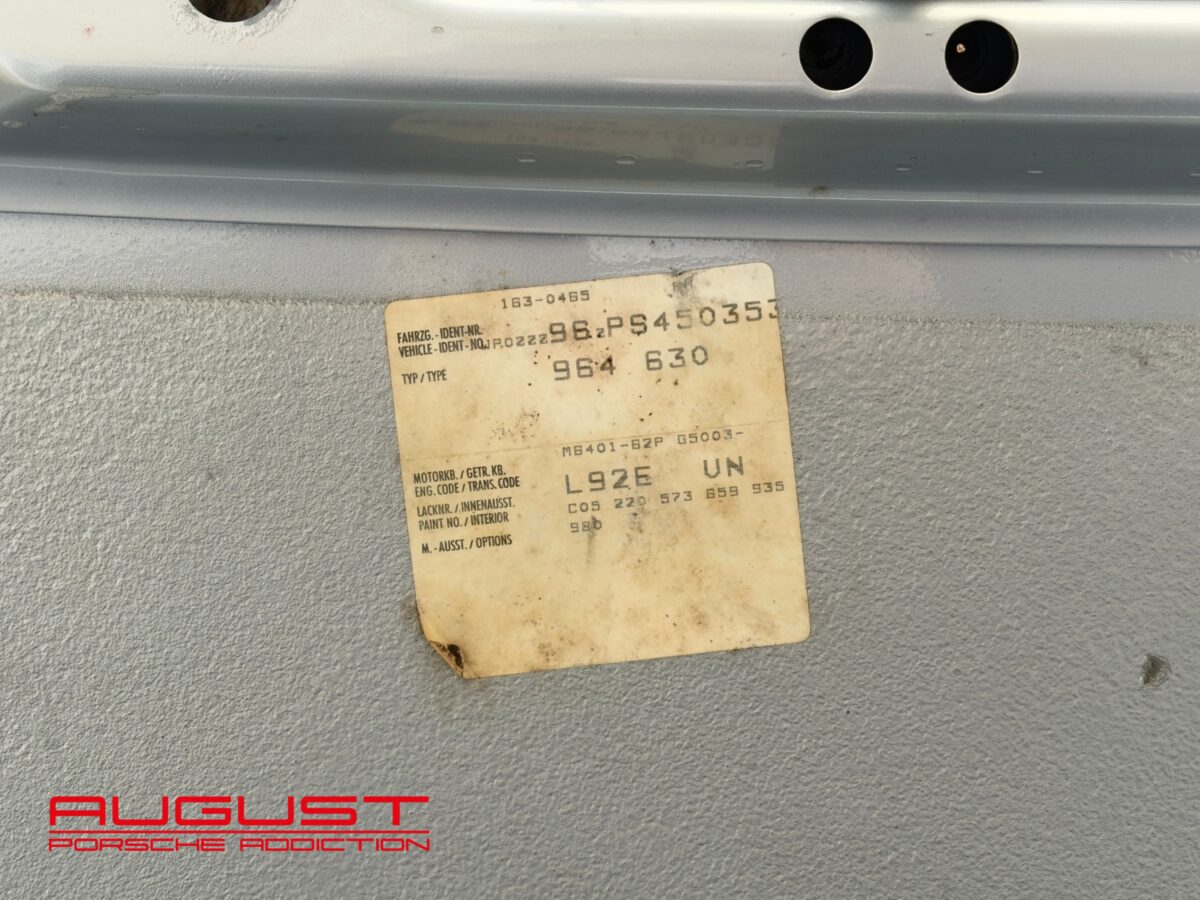 163-0465
FAHRZG. - IDENT-NR.
VEHICLE - IDENT - NO. 96 PS450353
TYP / TYPE 964 630
M6401-62P G5003-
MOTORKB. / GETR. KB.
ENG. CODE / TRANS. CODE L92E UN
LACKNR. / INNENAUSST.
PAINT NO. / INTERIOR C05 220 573 659 935
980
M. - AUSST. / OPTIONS
AUGUST
PORSCHE ADDICTION